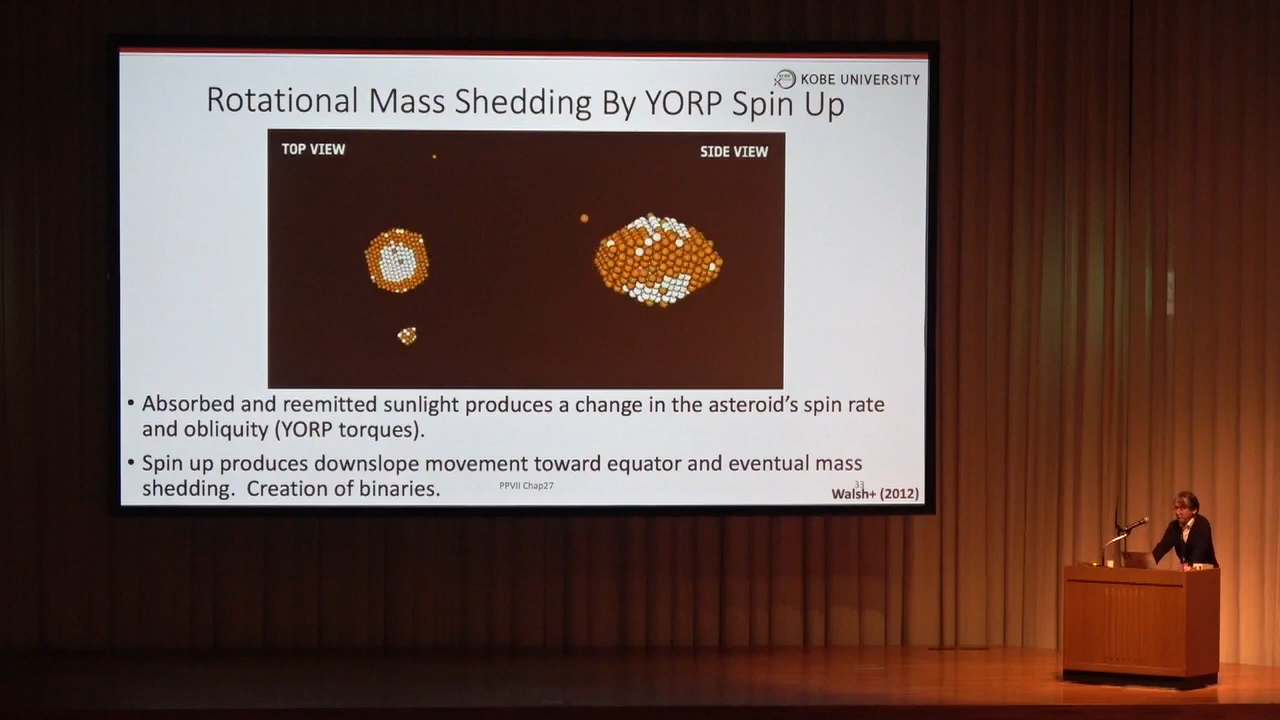 KOBE UNIVERSITY
Rotational Mass Shedding By YORP Spin Up
TOP VIEW
SIDE VIEW
• Absorbed and reemitted sunlight produces a change in the asteroid’s spin rate
and obliquity (YORP torques).
• Spin up produces downslope movement toward equator and eventual mass
shedding. Creation of binaries.
PPVII Chap27
33
Walsh+ (2012)